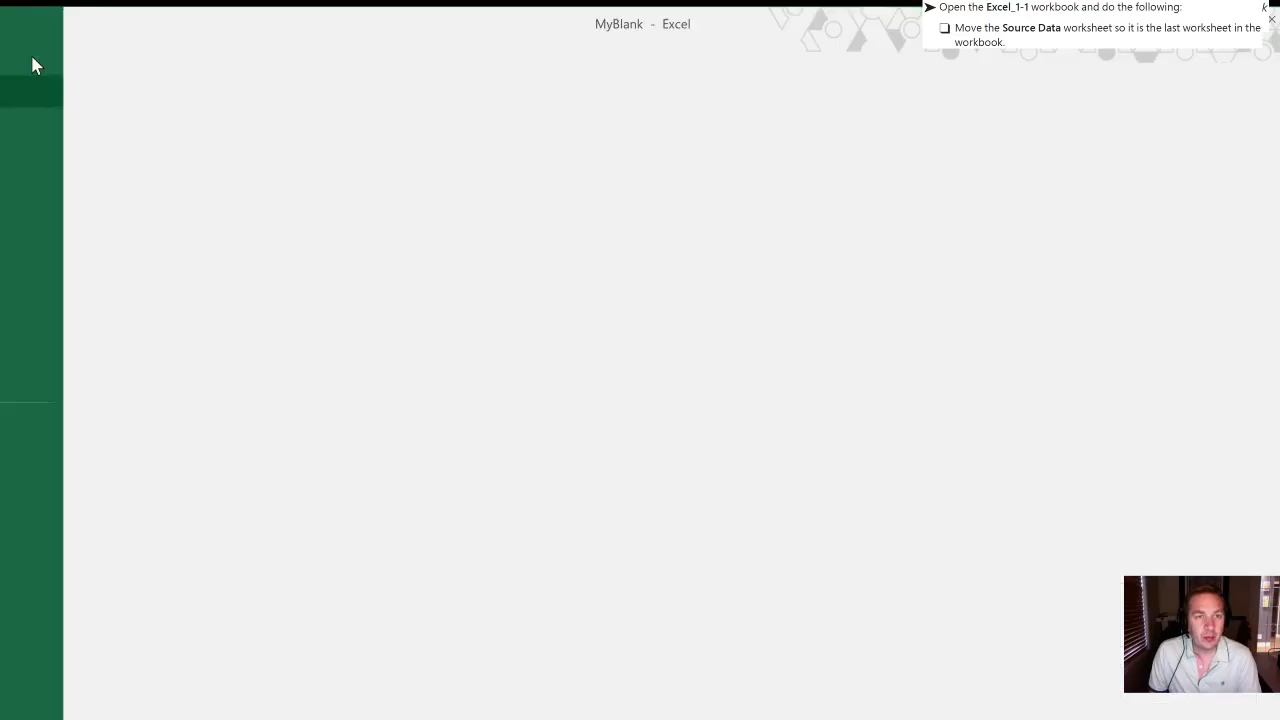 MyBlank - Excel
➤ Open the Excel_1-1 workbook and do the following:
❏ Move the Source Data worksheet so it is the last worksheet in the
workbook.
k